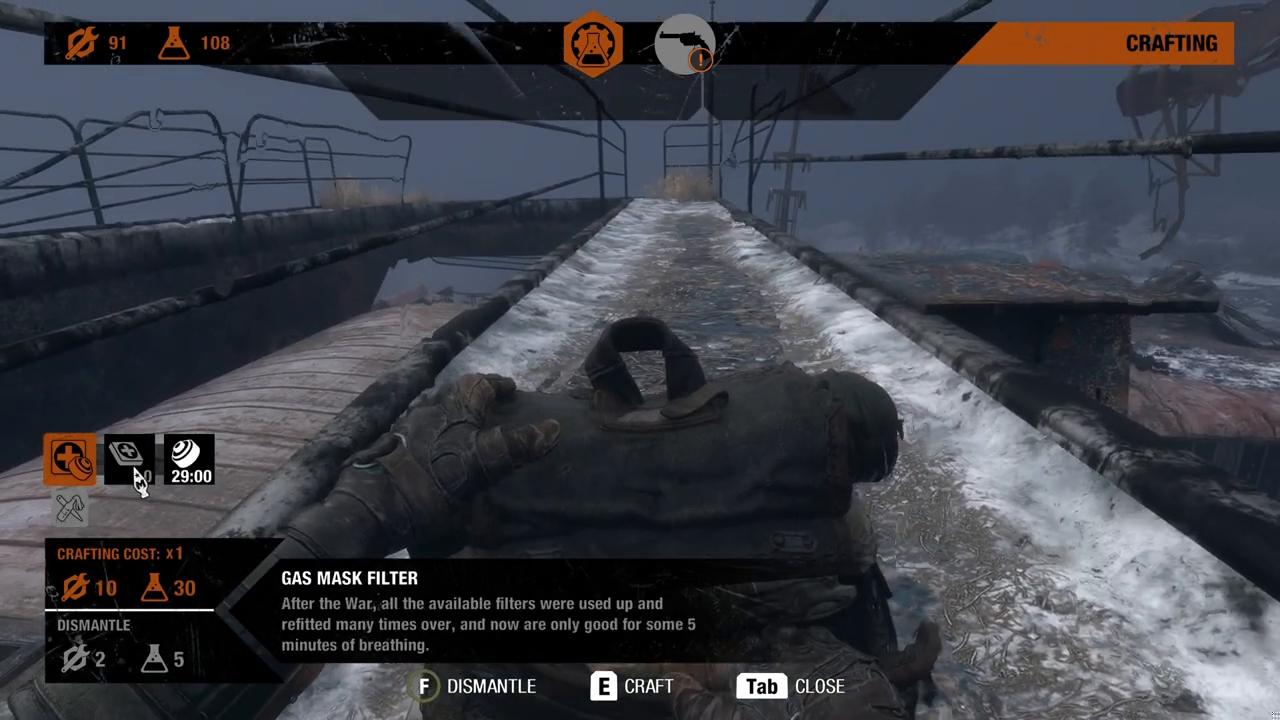 91
108
!
CRAFTING
0
29:00
CRAFTING COST: x1
10 30
DISMANTLE
2 5
GAS MASK FILTER
After the War, all the available filters were used up and
refitted many times over, and now are only good for some 5
minutes of breathing.
F DISMANTLE
E CRAFT
Tab CLOSE